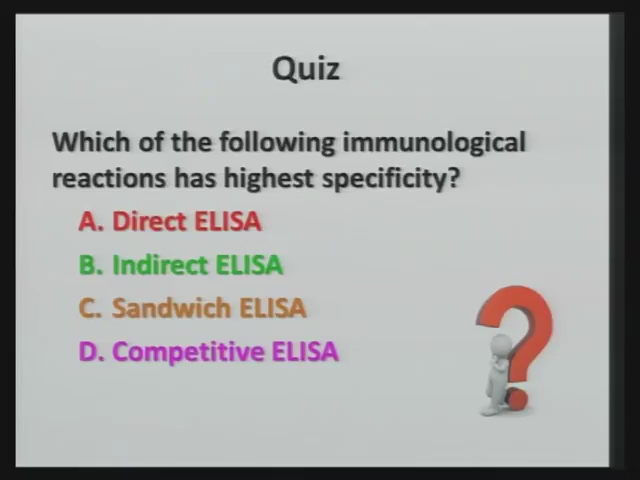 Quiz
Which of the following immunological
reactions has highest specificity?
A. Direct ELISA
B. Indirect ELISA
C. Sandwich ELISA
D. Competitive ELISA